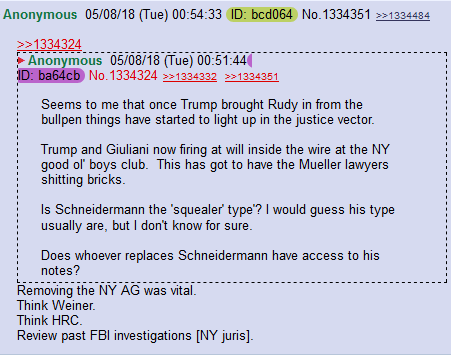 Anonymous 05/08/18 (Tue) 00:54:33 ID: bcd064 No.1334351 >>1334484
>>1334324
Anonymous 05/08/18 (Tue) 00:51:44
ID: ba64cb No.1334324 >>1334332 >>1334351
Seems to me that once Trump brought Rudy in from the
bullpen things have started to light up in the justice vector.
Trump and Giuliani now firing at will inside the wire at the NY
good ol' boys club. This has got to have the Mueller lawyers
shitting bricks.
Is Schneidermann the 'squealer' type'? I would guess his type
usually are, but I don't know for sure.
Does whoever replaces Schneidermann have access to his
notes?
Removing the NY AG was vital.
Think Weiner.
Think HRC.
Review past FBI investigations [NY juris].